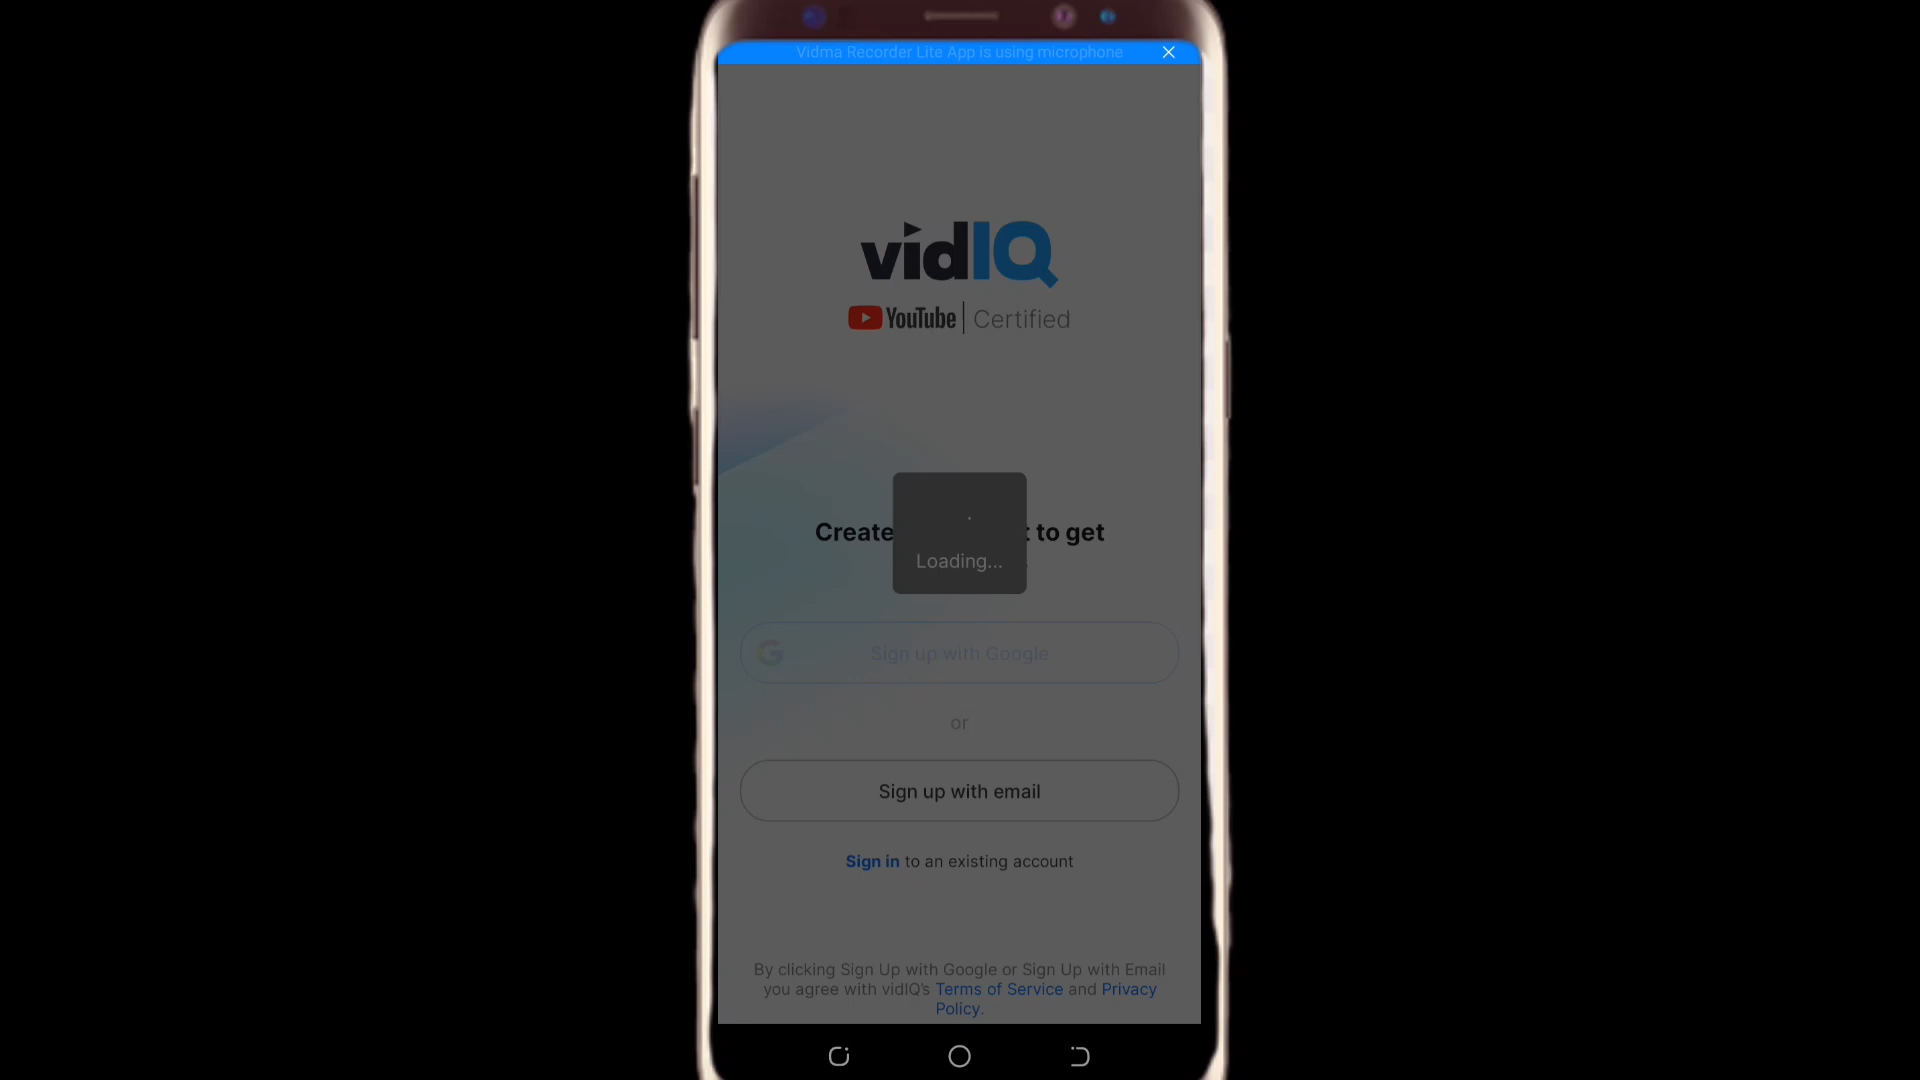 Vidma Recorder Lite App is using microphone
vidIQ
YouTube | Certified
Create to get
Loading...
Sign up with Google
or
Sign up with email
Sign in to an existing account
By clicking Sign Up with Google or Sign Up with Email
you agree with vidIQ's Terms of Service and Privacy
Policy.